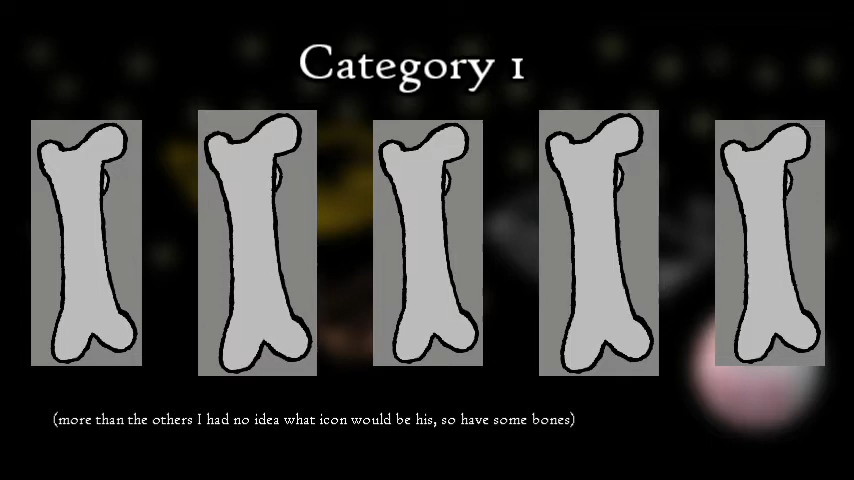 Category 1
(more than the others I had no idea what icon would be his, so have some bones)